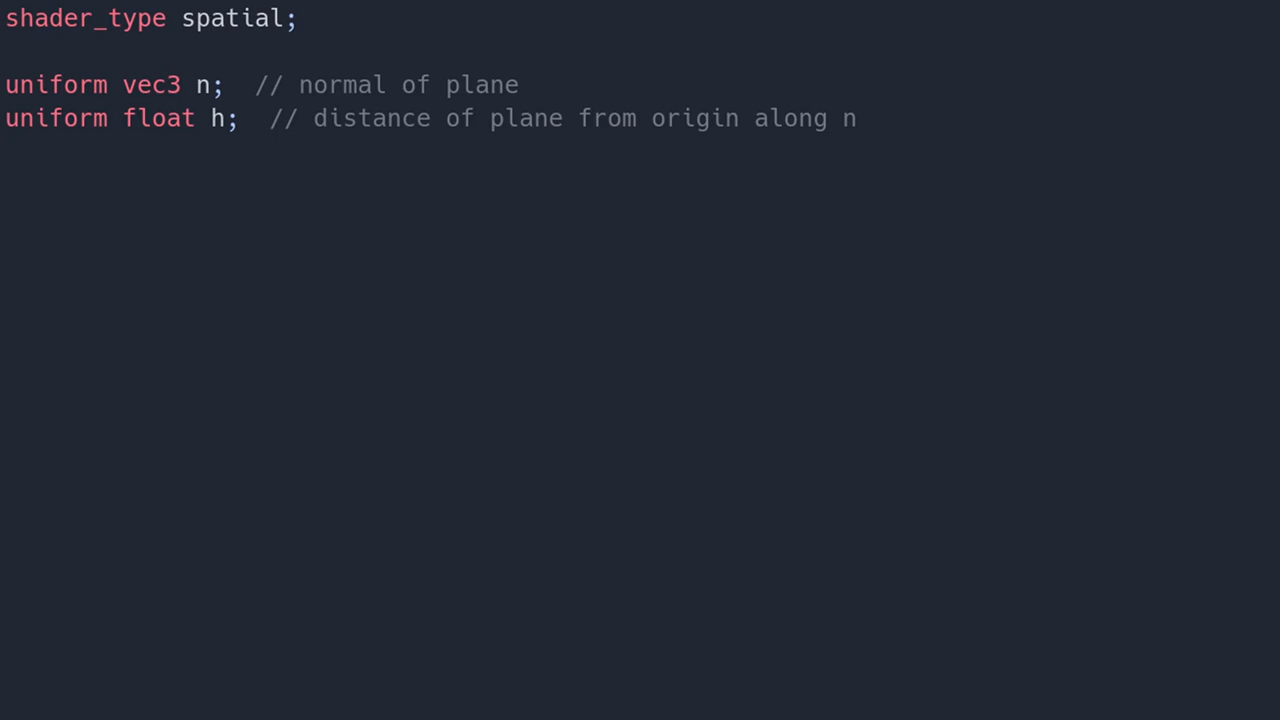 shader_type spatial;
uniform vec3 n;  // normal of plane
uniform float h;  // distance of plane from origin along n